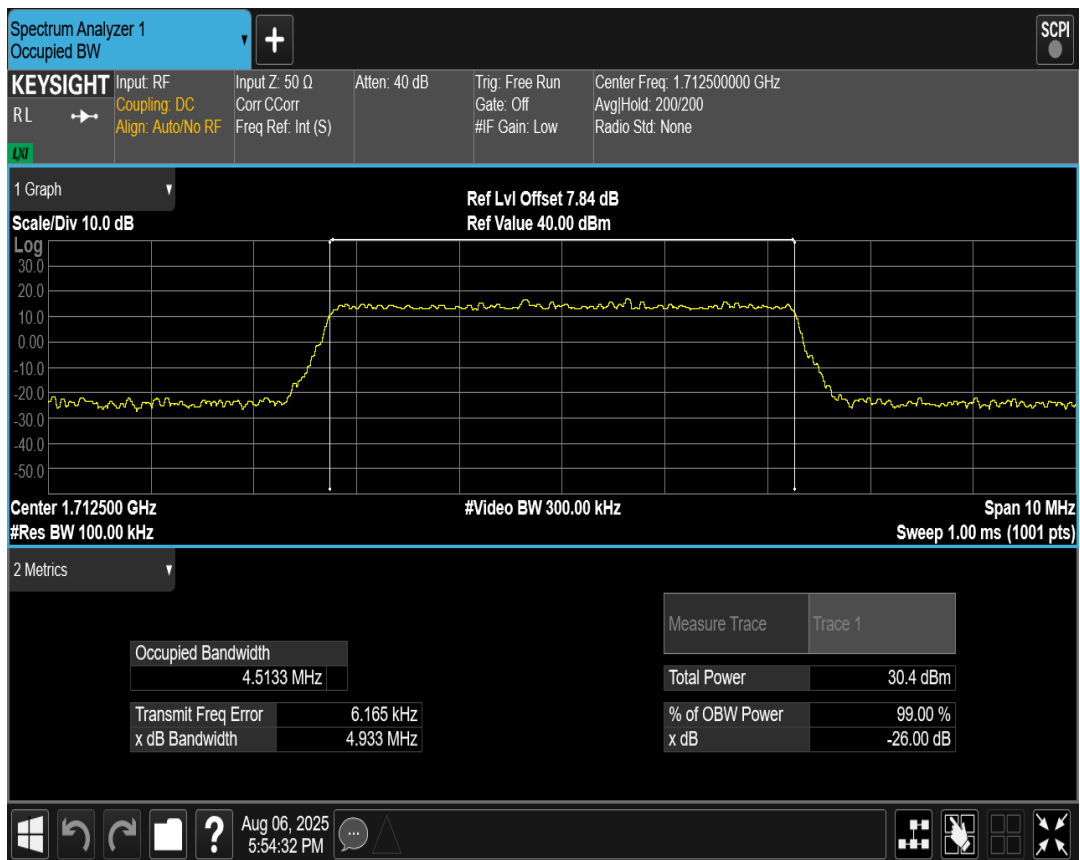 Spectrum Analyzer 1
Occupied BW
+
SCPI
KEYSIGHT
RL
LXI
Input: RF
Coupling: DC
Align: Auto/No RF
Input Z: 50 Ω
Corr CCorr
Freq Ref: Int (S)
Atten: 40 dB
Trig: Free Run
Gate: Off
#IF Gain: Low
Center Freq: 1.712500000 GHz
Avg|Hold: 200/200
Radio Std: None
1 Graph
Ref Lvl Offset 7.84 dB
Scale/Div 10.0 dB
Ref Value 40.00 dBm
Log
30.0
20.0
10.0
0.00
-10.0
-20.0
-30.0
-40.0
-50.0
Center 1.712500 GHz
#Video BW 300.00 kHz
Span 10 MHz
#Res BW 100.00 kHz
Sweep 1.00 ms (1001 pts)
2 Metrics
Measure Trace
Trace 1
Occupied Bandwidth
4.5133 MHz
Total Power
30.4 dBm
Transmit Freq Error
6.165 kHz
% of OBW Power
99.00 %
x dB Bandwidth
4.933 MHz
x dB
-26.00 dB
?
Aug 06, 2025
5:54:32 PM